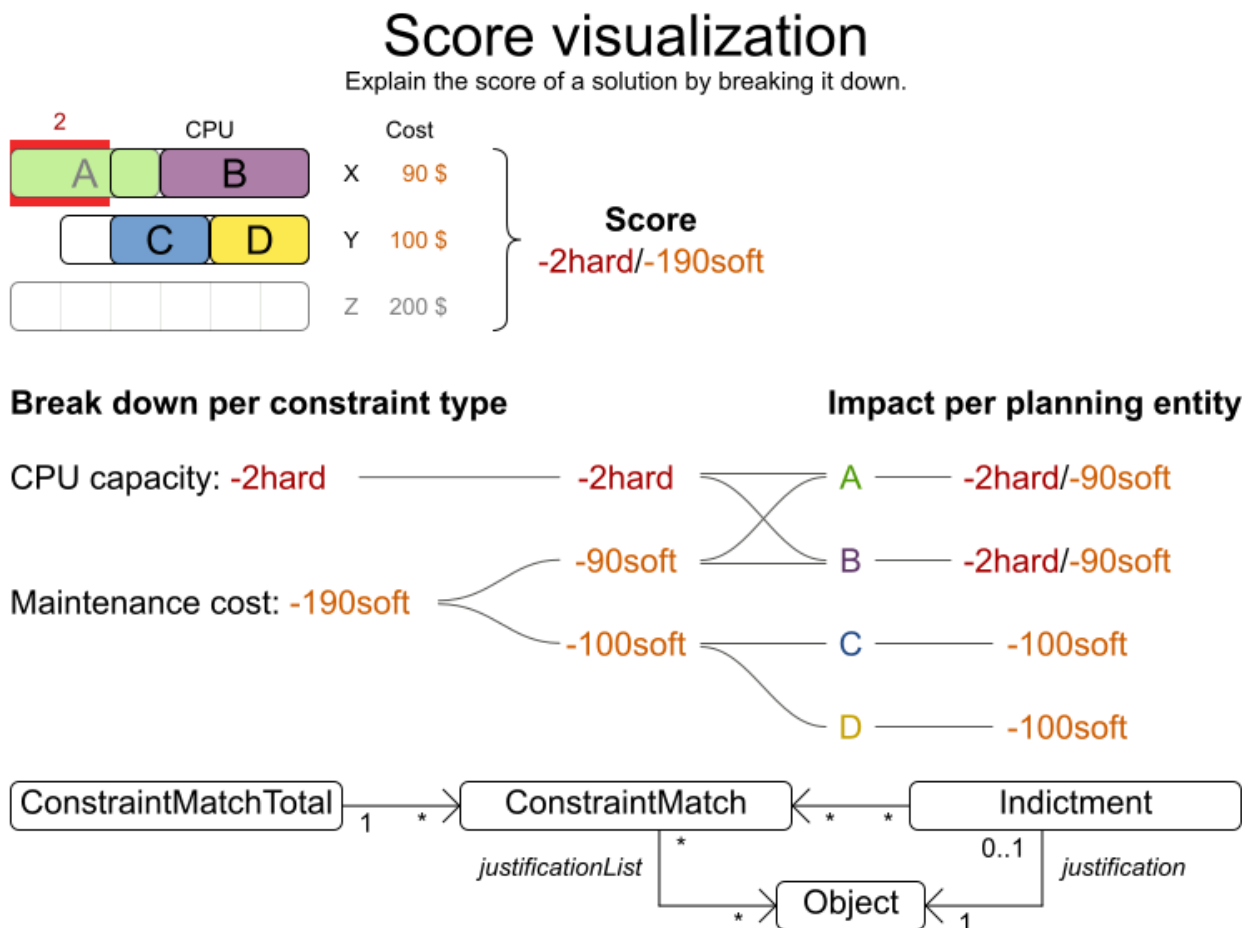 Score visualization
Explain the score of a solution by breaking it down.
2 CPU Cost
A B X 90 $
C D Y 100 $
Z 200 $
Score
-2hard/-190soft
Break down per constraint type Impact per planning entity
CPU capacity: -2hard -2hard A -2hard/-90soft
-90soft B -2hard/-90soft
Maintenance cost: -190soft
-100soft C -100soft
D -100soft
ConstraintMatchTotal 1 * ConstraintMatch * * Indictment
* 0..1
justificationList justification
* Object 1